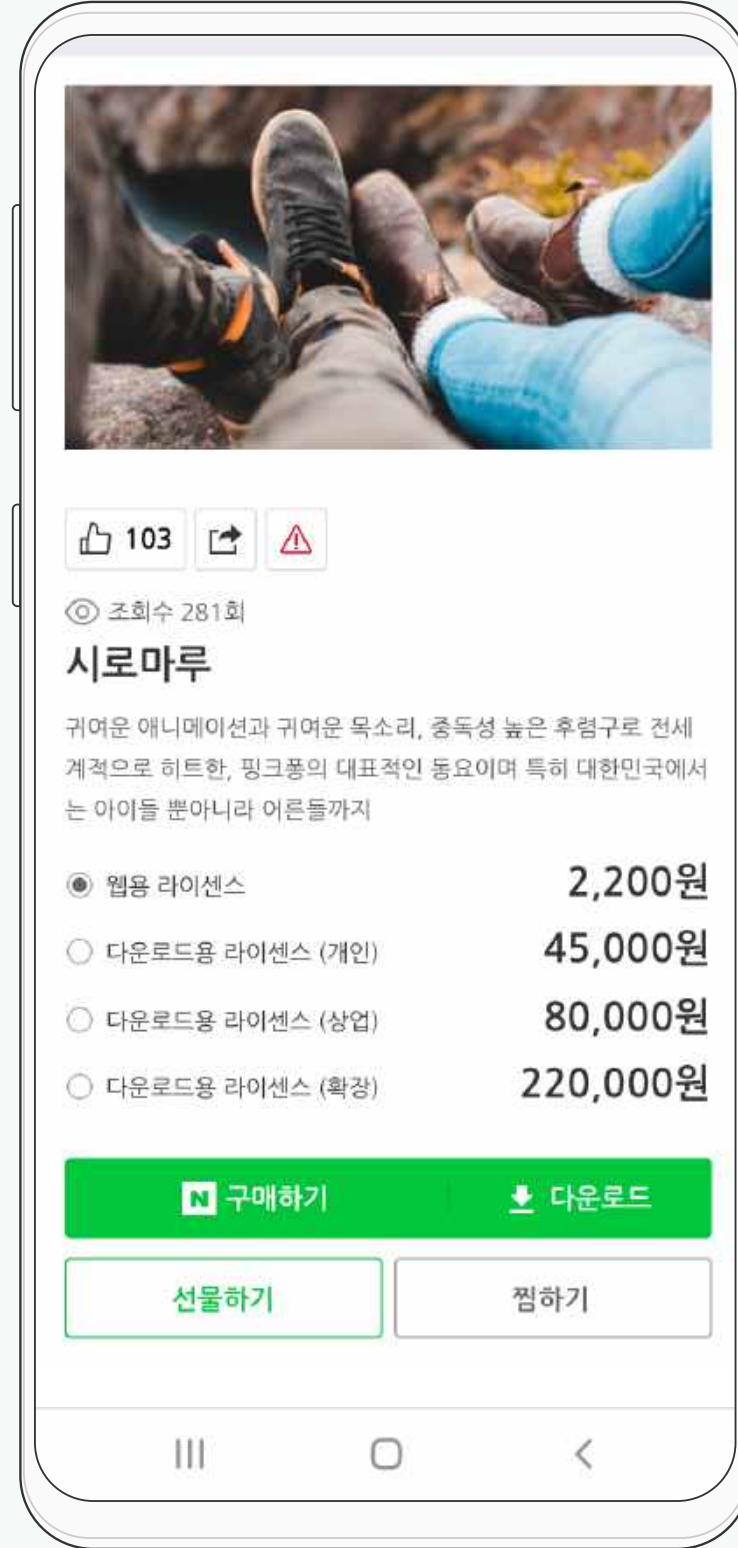 103
조회수 281회
시로마루
귀여운 애니메이션과 귀여운 목소리, 중독성 높은 후렴구로 전세
계적으로 히트한, 핑크퐁의 대표적인 동요이며 특히 대한민국에서
는 아이들 뿐아니라 어른들까지
웹용 라이센스 2,200원
다운로드용 라이센스 (개인) 45,000원
다운로드용 라이센스 (상업) 80,000원
다운로드용 라이센스 (확장) 220,000원
N 구매하기 다운로드
선물하기 찜하기